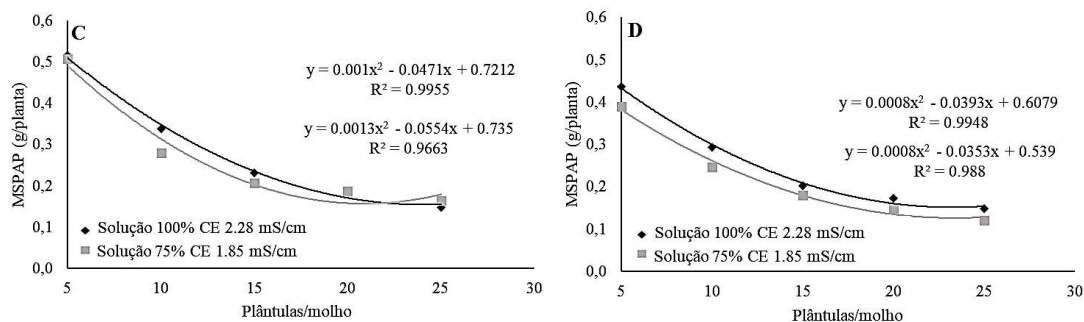 C
0,6
0,5
0,4
0,3
0,2
0,1
0,0
MSPAP (g/planta)
y = 0.001x² - 0.0471x + 0.7212
R² = 0.9955
y = 0.0013x² - 0.0554x + 0.735
R² = 0.9663
Solução 100% CE 2.28 mS/cm
Solução 75% CE 1.85 mS/cm
5 10 15 20 25 30
Plântulas/molho
D
0,6
0,5
0,4
0,3
0,2
0,1
0,0
MSPAP (g/planta)
y = 0.0008x² - 0.0393x + 0.6079
R² = 0.9948
y = 0.0008x² - 0.0353x + 0.539
R² = 0.988
Solução 100% CE 2.28 mS/cm
Solução 75% CE 1.85 mS/cm
5 10 15 20 25 30
Plântulas/molho